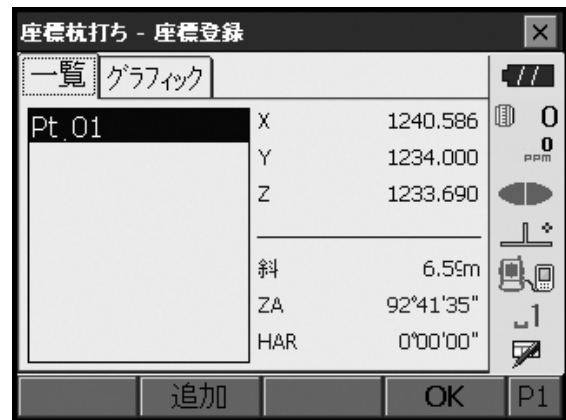 座標杭打ち - 座標登録
一覧 グラフィック
Pt_01
X 1240.586
Y 1234.000
Z 1233.690
斜 6.59m
ZA 92°41'35"
HAR 0°00'00"
0
0
PPM
1
追加 OK P1